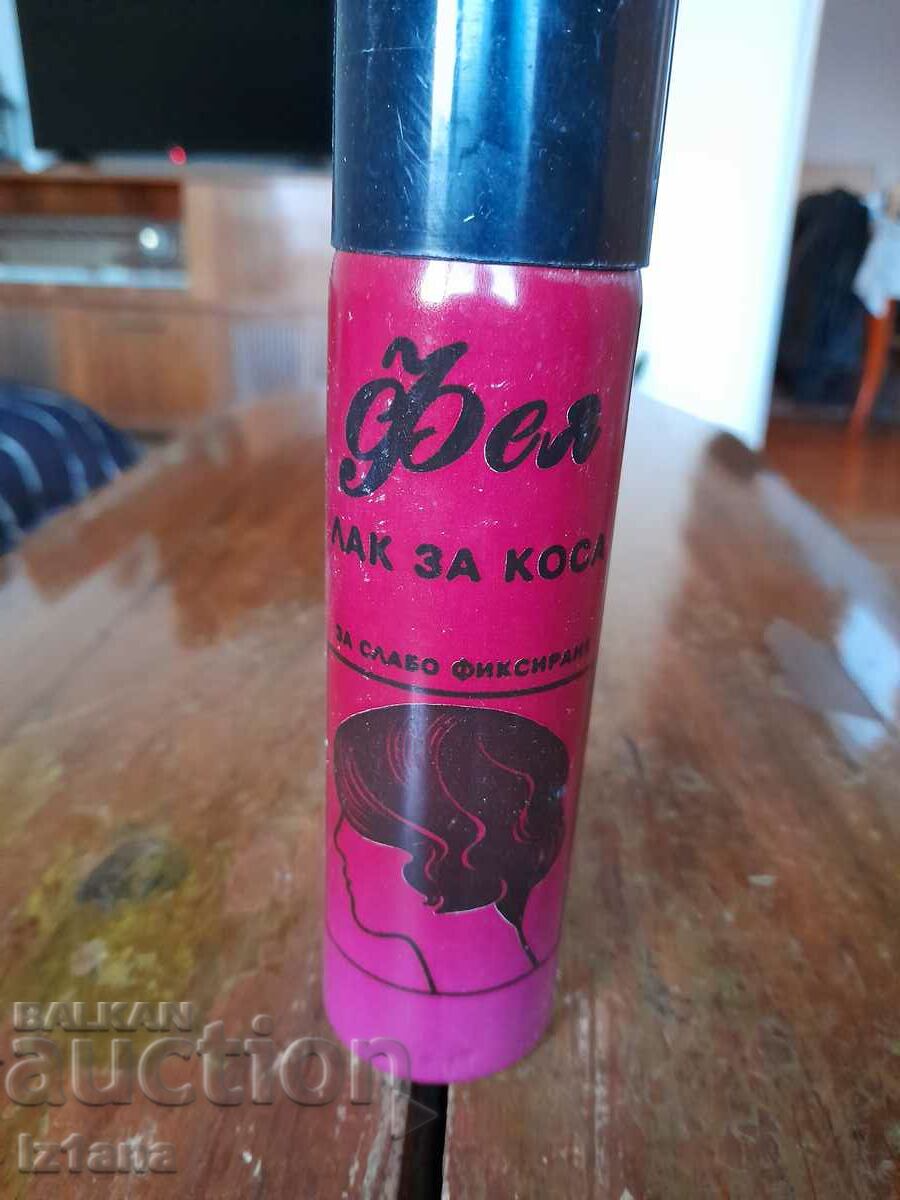 Фея
ЛАК ЗА КОСА
ЗА СЛАБО ФИКСИРАНЕ
BALKAN
auction
Iz1ana